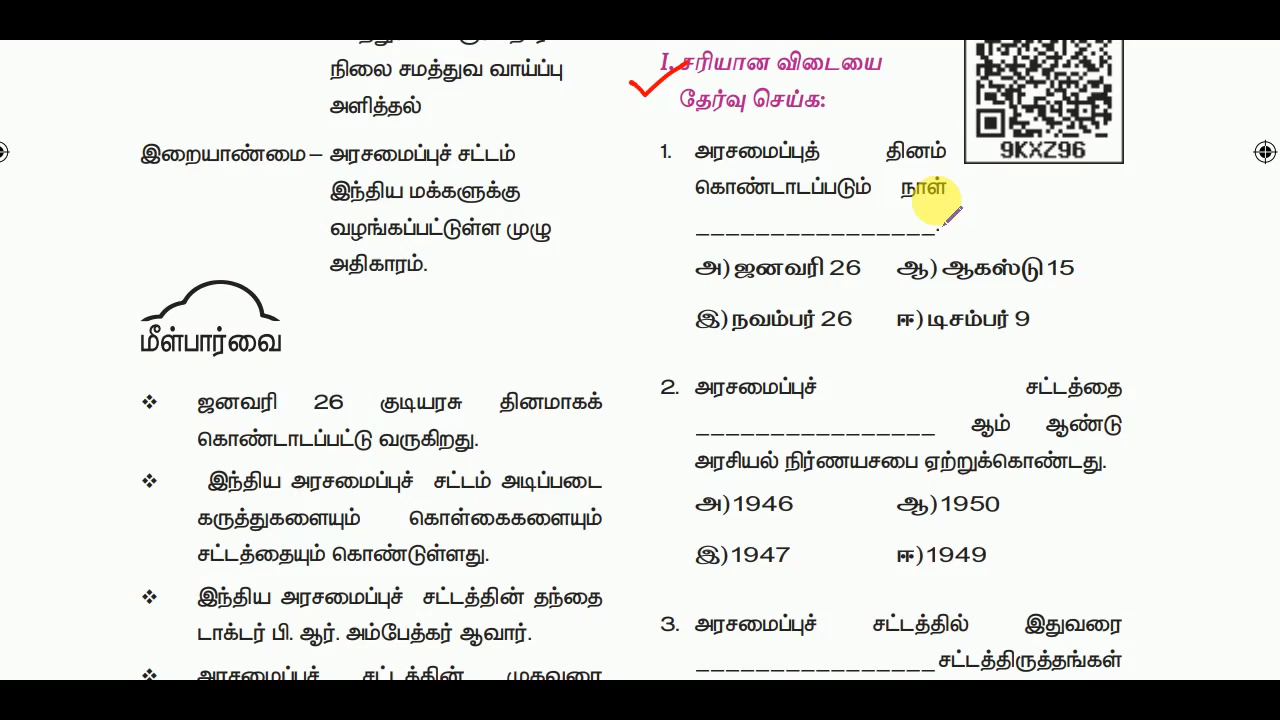 நிலை சமத்துவ வாய்ப்பு
அளித்தல்
இறையாண்மை – அரசமைப்புச் சட்டம்
இந்திய மக்களுக்கு
வழங்கப்பட்டுள்ள முழு
அதிகாரம்.
மீள்பார்வை
❖ ஜனவரி 26 குடியரசு தினமாகக்
கொண்டாடப்பட்டு வருகிறது.
❖ இந்திய அரசமைப்புச் சட்டம் அடிப்படை
கருத்துகளையும் கொள்கைகளையும்
சட்டத்தையும் கொண்டுள்ளது.
❖ இந்திய அரசமைப்புச் சட்டத்தின் தந்தை
டாக்டர் பி. ஆர். அம்பேத்கர் ஆவார்.
❖ அரசமைப்புச் சட்டத்தின் முகவுரை
I. சரியான விடையை
தேர்வு செய்க:
9KXZ96
1. அரசமைப்புத் தினம்
கொண்டாடப்படும் நாள்
________________.
அ) ஜனவரி 26 ஆ) ஆகஸ்டு 15
இ) நவம்பர் 26 ஈ) டிசம்பர் 9
2. அரசமைப்புச் சட்டத்தை
________________ ஆம் ஆண்டு
அரசியல் நிர்ணயசபை ஏற்றுக்கொண்டது.
அ) 1946 ஆ) 1950
இ) 1947 ஈ) 1949
3. அரசமைப்புச் சட்டத்தில் இதுவரை
________________ சட்டத்திருத்தங்கள்